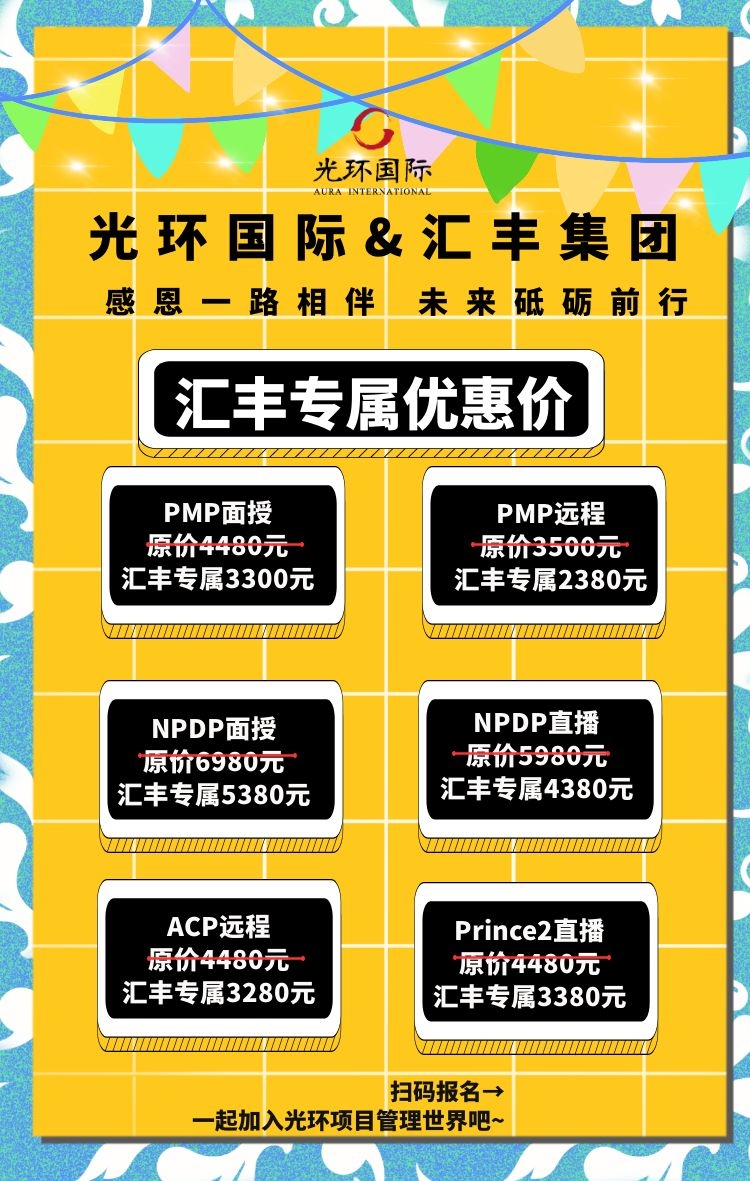 光环国际
AURA INTERNATIONAL
光环国际&汇丰集团
感恩一路相伴 未来砥砺前行
汇丰专属优惠价
PMP面授
原价4480元
汇丰专属3300元
PMP远程
原价3500元
汇丰专属2380元
NPDP面授
原价6980元
汇丰专属5380元
NPDP直播
原价5980元
汇丰专属4380元
ACP远程
原价4480元
汇丰专属3280元
Prince2直播
原价4480元
汇丰专属3380元
扫码报名→
一起加入光环项目管理世界吧~